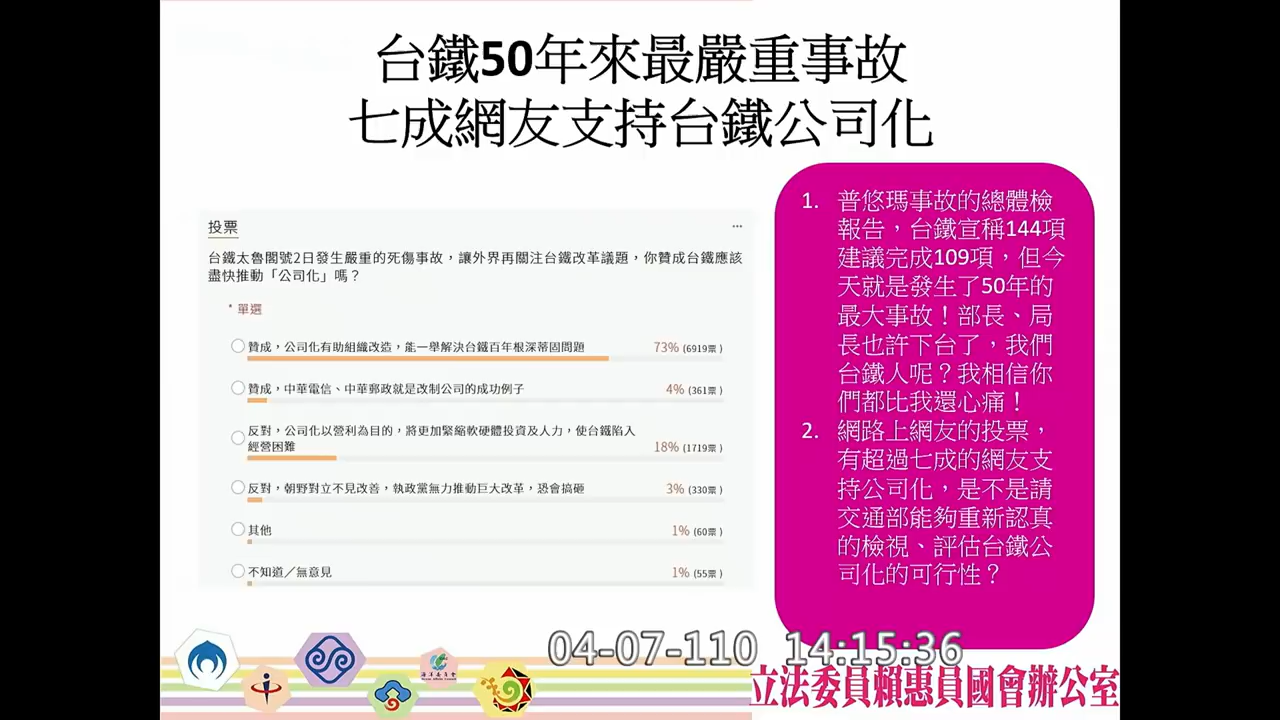 台鐵50年來最嚴重事故
七成網友支持台鐵公司化
投票
...
台鐵太魯閣號2日發生嚴重的死傷事故，讓外界再關注台鐵改革議題，你贊成台鐵應該
盡快推動「公司化」嗎？
* 單選
贊成，公司化有助組織改造，能一舉解決台鐵百年根深蒂固問題 73% (6919票)
贊成，中華電信、中華郵政就是改制公司的成功例子 4% (361票)
反對，公司化以營利為目的，將更加緊縮軟硬體投資及人力，使台鐵陷入
經營困難 18% (1719票)
反對，朝野對立不見改善，執政黨無力推動巨大改革，恐會搞砸 3% (330票)
其他 1% (60票)
不知道／無意見 1% (55票)
1. 普悠瑪事故的總體檢
報告，台鐵宣稱144項
建議完成109項，但今
天就是發生了50年的
最大事故！部長、局
長也許下台了，我們
台鐵人呢？我相信你
們都比我還心痛！
2. 網路上網友的投票，
有超過七成的網友支
持公司化，是不是請
交通部能夠重新認真
的檢視、評估台鐵公
司化的可行性？
04-07-110 14:15:36
海洋委員會
立法委員賴惠員國會辦公室